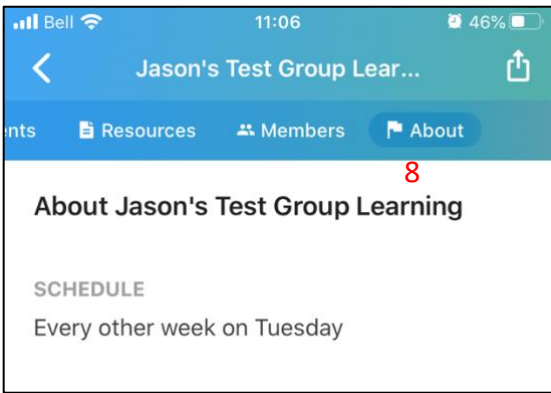 Bell 11:06 46%
Jason's Test Group Lear...
ents Resources Members About
8
About Jason's Test Group Learning
SCHEDULE
Every other week on Tuesday